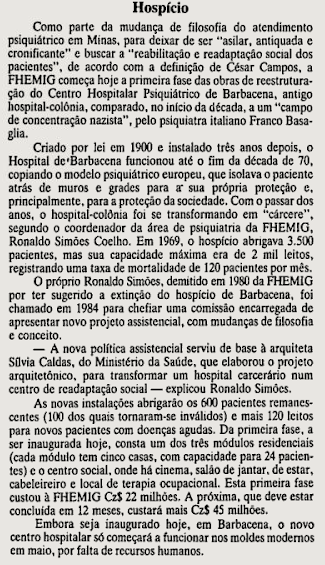 Hospício
Como parte da mudança de filosofia do atendimento
psiquiátrico em Minas, para deixar de ser "asilar, antiquada e
cronificante" e buscar a "reabilitação e readaptação social dos
pacientes", de acordo com a definição de César Campos, a
FHEMIG começa hoje a primeira fase das obras de reestrutura-
ção do Centro Hospitalar Psiquiátrico de Barbacena, antigo
hospital-colônia, comparado, no início da década, a um "campo
de concentração nazista", pelo psiquiatra italiano Franco Basa-
glia.
Criado por lei em 1900 e instalado três anos depois, o
Hospital de Barbacena funcionou até o fim da década de 70,
copiando o modelo psiquiátrico europeu, que isolava o paciente
atrás de muros e grades para a sua própria proteção e,
principalmente, para a proteção da sociedade. Com o passar dos
anos, o hospital-colônia foi se transformando em "cárcere",
segundo o coordenador da área de psiquiatria da FHEMIG,
Ronaldo Simões Coelho. Em 1969, o hospício abrigava 3.500
pacientes, mas sua capacidade máxima era de 2 mil leitos,
registrando uma taxa de mortalidade de 120 pacientes por mês.
O próprio Ronaldo Simões, demitido em 1980 da FHEMIG
por ter sugerido a extinção do hospício de Barbacena, foi
chamado em 1984 para chefiar uma comissão encarregada de
apresentar novo projeto assistencial, com mudanças de filosofia
e conceito.
— A nova política assistencial serviu de base à arquiteta
Sílvia Caldas, do Ministério da Saúde, que elaborou o projeto
arquitetônico, para transformar um hospital carcerário num
centro de readaptação social — explicou Ronaldo Simões.
As novas instalações abrigarão os 600 pacientes remanes-
centes (100 dos quais tornaram-se inválidos) e mais 120 leitos
para novos pacientes com doenças agudas. Da primeira fase, a
ser inaugurada hoje, consta um dos três módulos residenciais
(cada módulo tem cinco casas, com capacidade para 24 pacien-
tes) e o centro social, onde há cinema, salão de jantar, de estar,
cabeleireiro e local de terapia ocupacional. Esta primeira fase
custou à FHEMIG Cz$ 22 milhões. A próxima, que deve estar
concluída em 12 meses, custará mais Cz$ 45 milhões.
Embora seja inaugurado hoje, em Barbacena, o novo
centro hospitalar só começará a funcionar nos moldes modernos
em maio, por falta de recursos humanos.